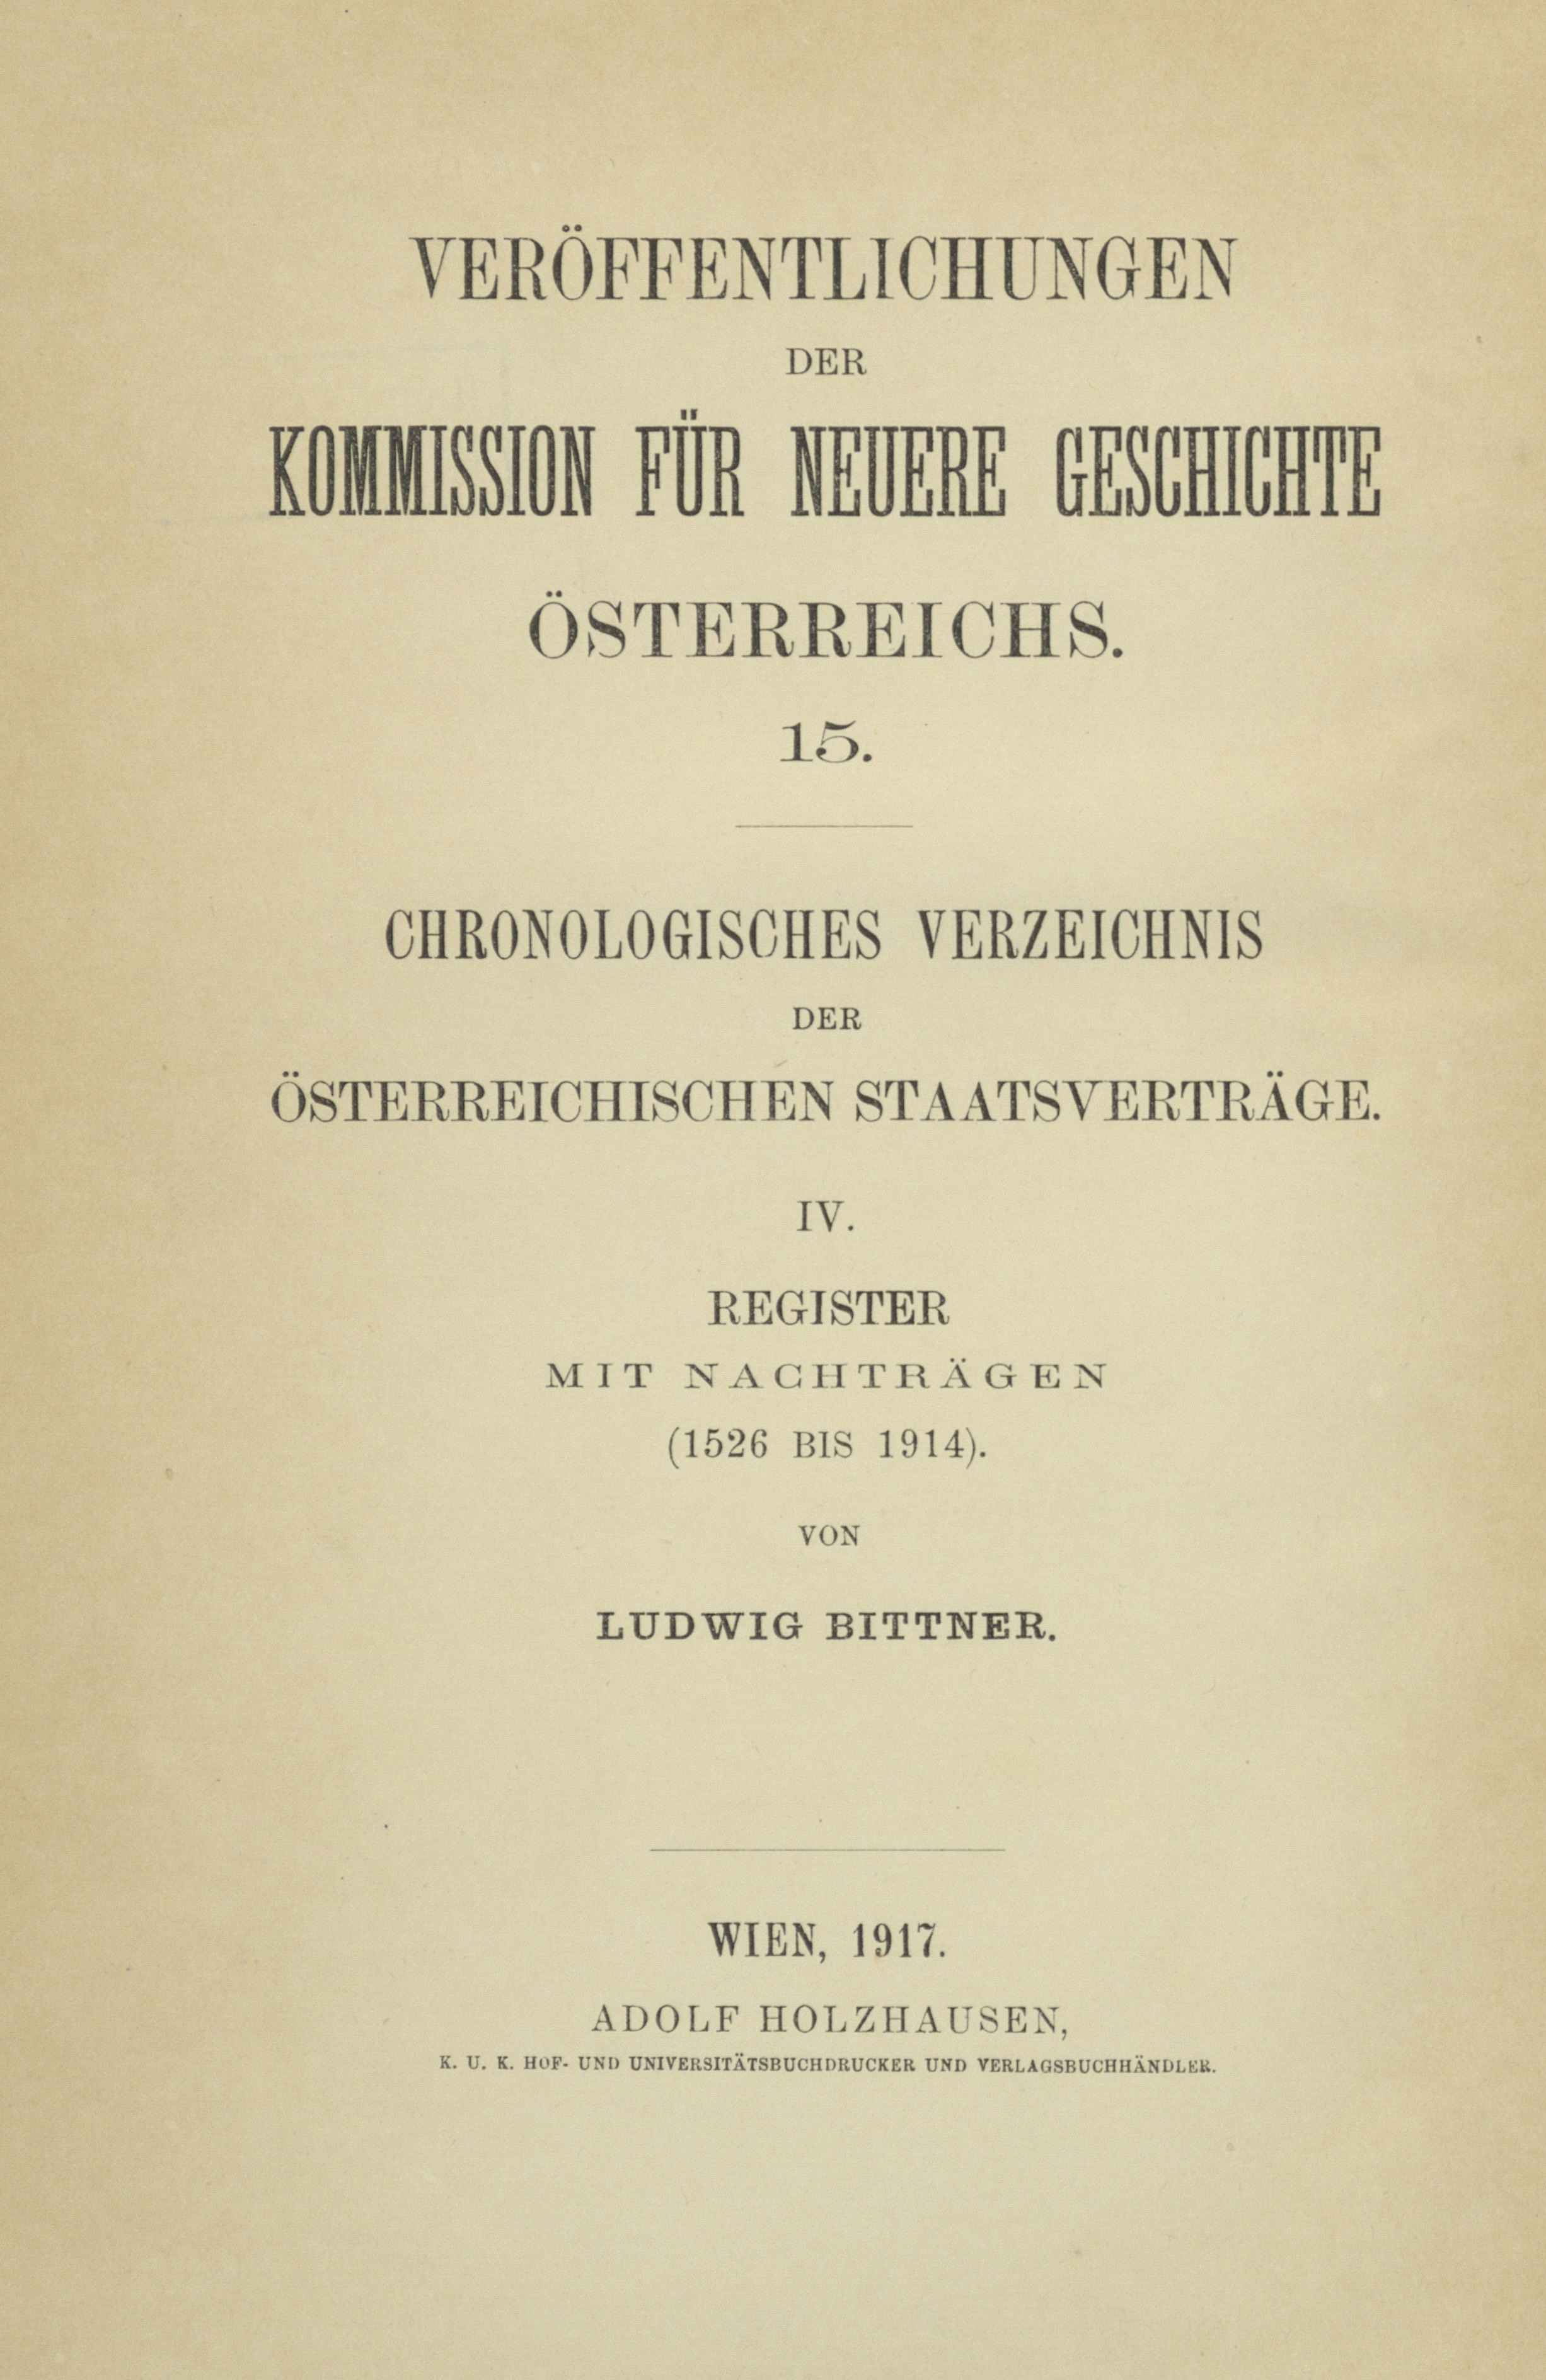 VERÖFFENTLICHUNGEN
DER
KOMMISSION FÜR NEUERE GESCHICHTE
ÖSTERREICHS.
15.
CHRONOLOGISCHES VERZEICHNIS
DER
ÖSTERREICHISCHEN STAATSVERTRÄGE.
IV.
REGISTER
MIT NACHTRÄGEN
(1526 BIS 1914).
VON
LUDWIG BITTNER.
WIEN, 1917.
ADOLF HOLZHAUSEN,
K. U. K. HOF- UND UNIVERSITÄTSBUCHDRUCKER UND VERLAGSBUCHHÄNDLER.